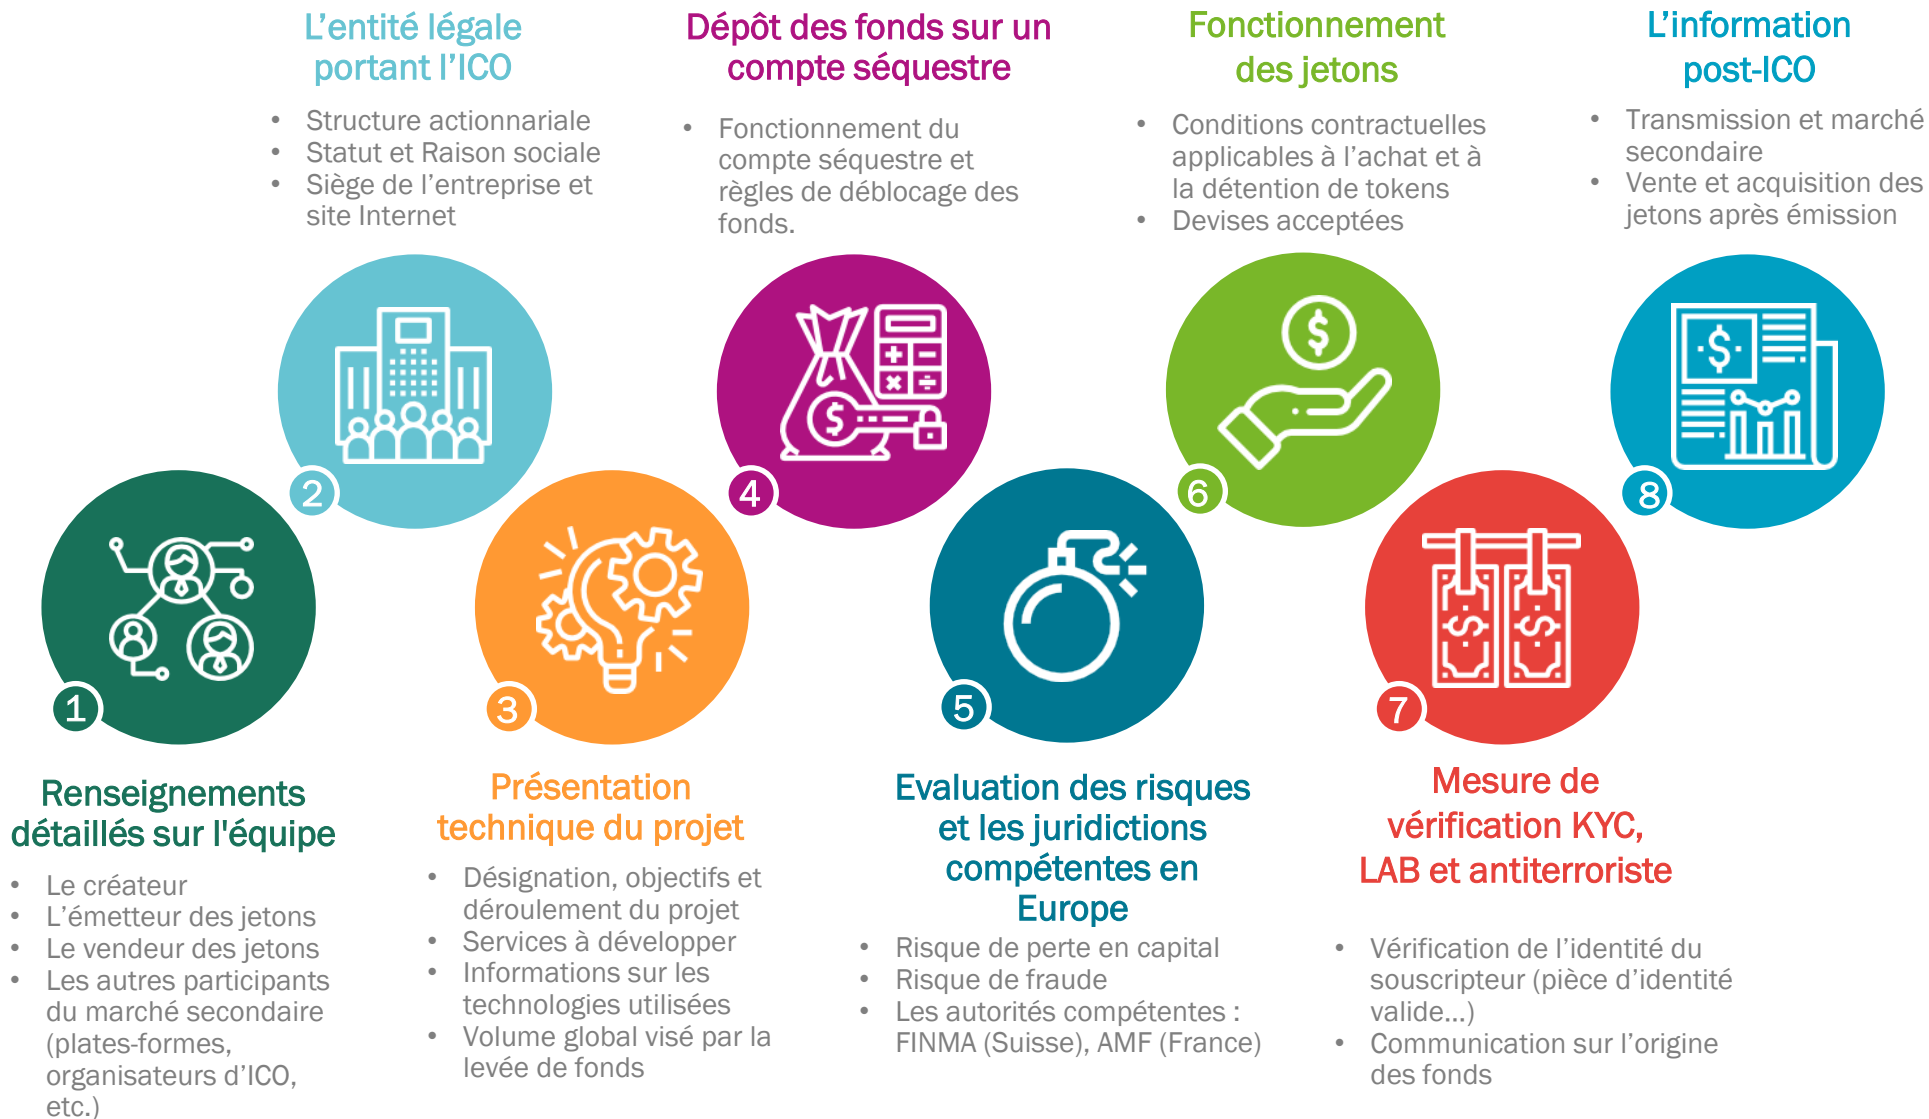 L’entité légale
portant l’ICO
• Structure actionnariale
• Statut et Raison sociale
• Siège de l’entreprise et
site Internet
2
Dépôt des fonds sur un
compte séquestre
• Fonctionnement du
compte séquestre et
règles de déblocage des
fonds.
4
Fonctionnement
des jetons
• Conditions contractuelles
applicables à l’achat et à
la détention de tokens
• Devises acceptées
6
L’information
post-ICO
• Transmission et marché
secondaire
• Vente et acquisition des
jetons après émission
8
1
Renseignements
détaillés sur l'équipe
• Le créateur
• L’émetteur des jetons
• Le vendeur des jetons
• Les autres participants
du marché secondaire
(plates-formes,
organisateurs d’ICO,
etc.)
3
Présentation
technique du projet
• Désignation, objectifs et
déroulement du projet
• Services à développer
• Informations sur les
technologies utilisées
• Volume global visé par la
levée de fonds
5
Evaluation des risques
et les juridictions
compétentes en
Europe
• Risque de perte en capital
• Risque de fraude
• Les autorités compétentes :
FINMA (Suisse), AMF (France)
7
Mesure de
vérification KYC,
LAB et antiterroriste
• Vérification de l’identité du
souscripteur (pièce d’identité
valide…)
• Communication sur l’origine
des fonds